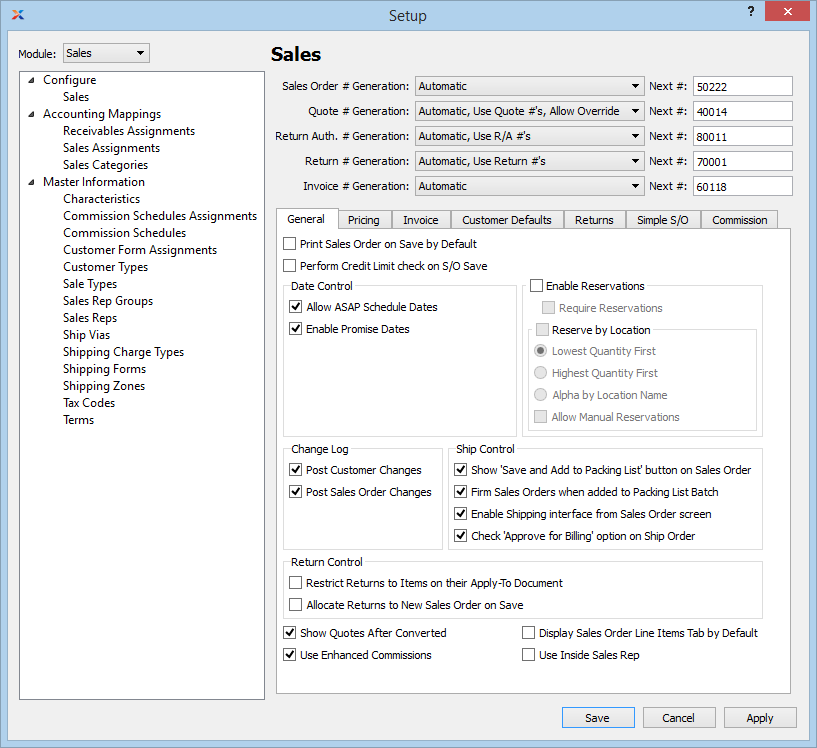 Setup
?
Module: Sales
Configure
Sales
Accounting Mappings
Receivables Assignments
Sales Assignments
Sales Categories
Master Information
Characteristics
Commission Schedules Assignments
Commission Schedules
Customer Form Assignments
Customer Types
Sale Types
Sales Rep Groups
Sales Reps
Ship Vias
Shipping Charge Types
Shipping Forms
Shipping Zones
Tax Codes
Terms
Sales
Sales Order # Generation: Automatic Next #: 50222
Quote # Generation: Automatic, Use Quote #'s, Allow Override Next #: 40014
Return Auth. # Generation: Automatic, Use R/A #'s Next #: 80011
Return # Generation: Automatic, Use Return #'s Next #: 70001
Invoice # Generation: Automatic Next #: 60118
General Pricing Invoice Customer Defaults Returns Simple S/O Commission
Print Sales Order on Save by Default
Perform Credit Limit check on S/O Save
Date Control
Allow ASAP Schedule Dates
Enable Promise Dates
Enable Reservations
Require Reservations
Reserve by Location
Lowest Quantity First
Highest Quantity First
Alpha by Location Name
Allow Manual Reservations
Change Log
Post Customer Changes
Post Sales Order Changes
Ship Control
Show 'Save and Add to Packing List' button on Sales Order
Firm Sales Orders when added to Packing List Batch
Enable Shipping interface from Sales Order screen
Check 'Approve for Billing' option on Ship Order
Return Control
Restrict Returns to Items on their Apply-To Document
Allocate Returns to New Sales Order on Save
Show Quotes After Converted
Display Sales Order Line Items Tab by Default
Use Enhanced Commissions
Use Inside Sales Rep
Save Cancel Apply